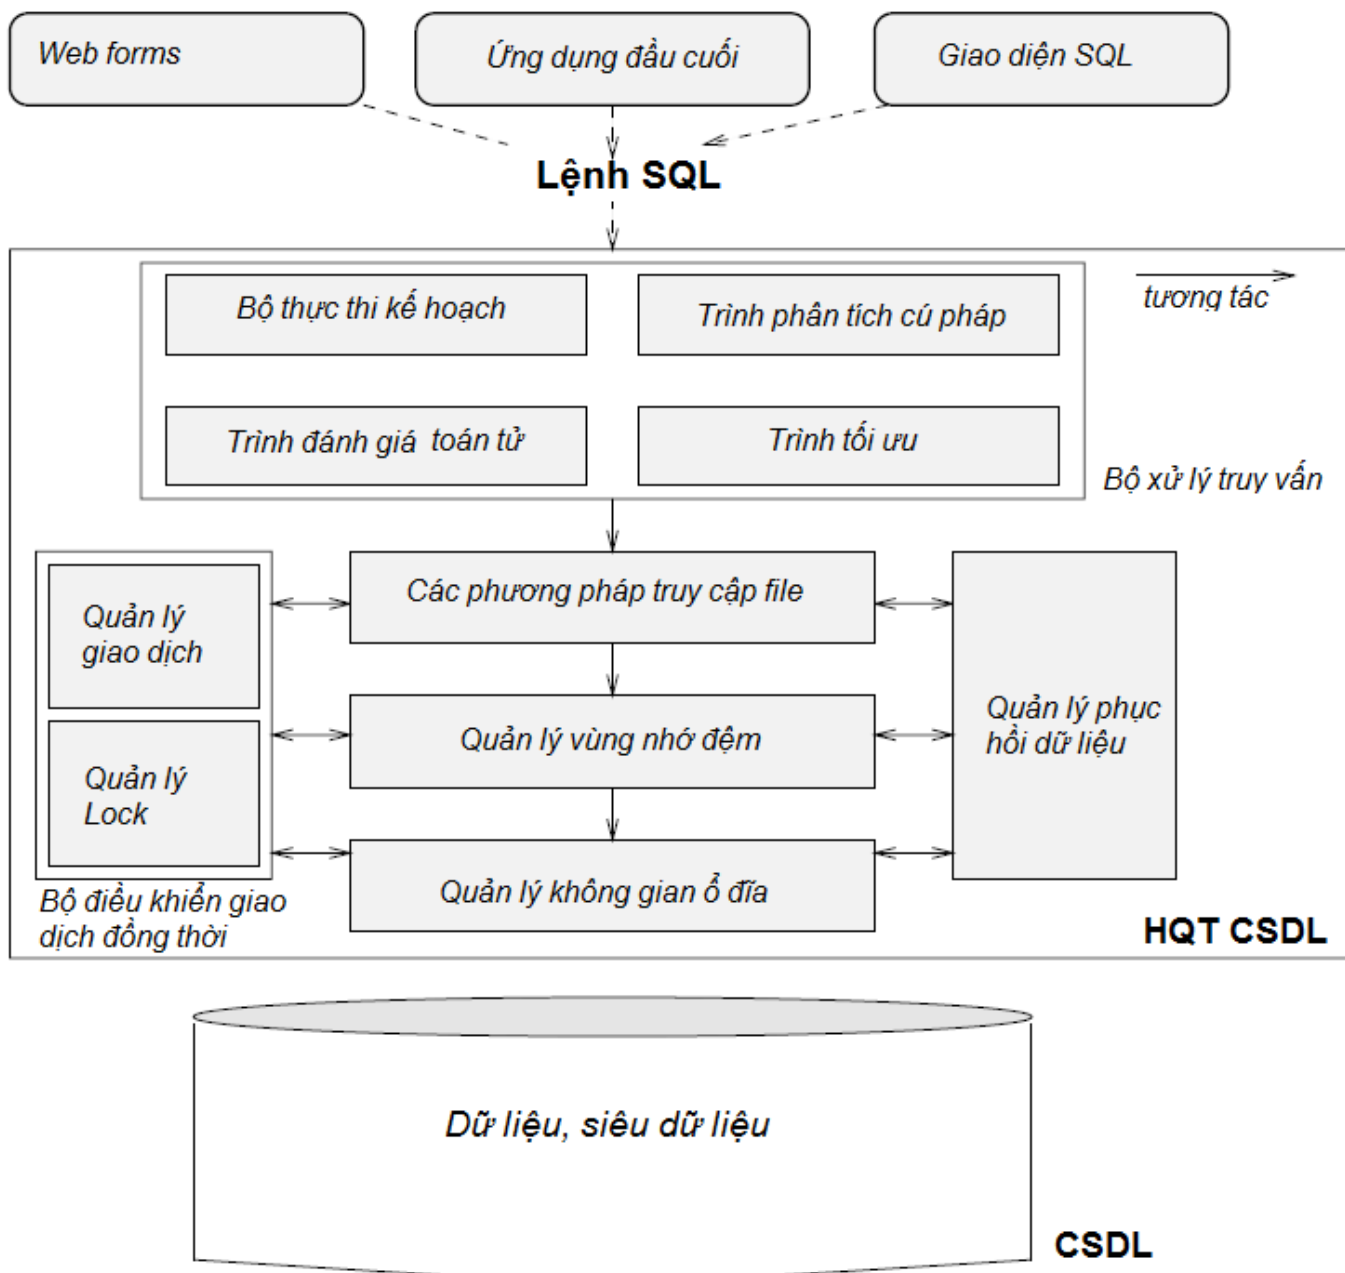 Web forms
Ứng dụng đầu cuối
Giao diện SQL
Lệnh SQL
Bộ thực thi kế hoạch
Trình phân tích cú pháp
tương tác
Trình đánh giá toán tử
Trình tối ưu
Bộ xử lý truy vấn
Quản lý
giao dịch
Các phương pháp truy cập file
Quản lý phục
hồi dữ liệu
Quản lý vùng nhớ đệm
Quản lý
Lock
Quản lý không gian ổ đĩa
Bộ điều khiển giao
dịch đồng thời
HQT CSDL
Dữ liệu, siêu dữ liệu
CSDL